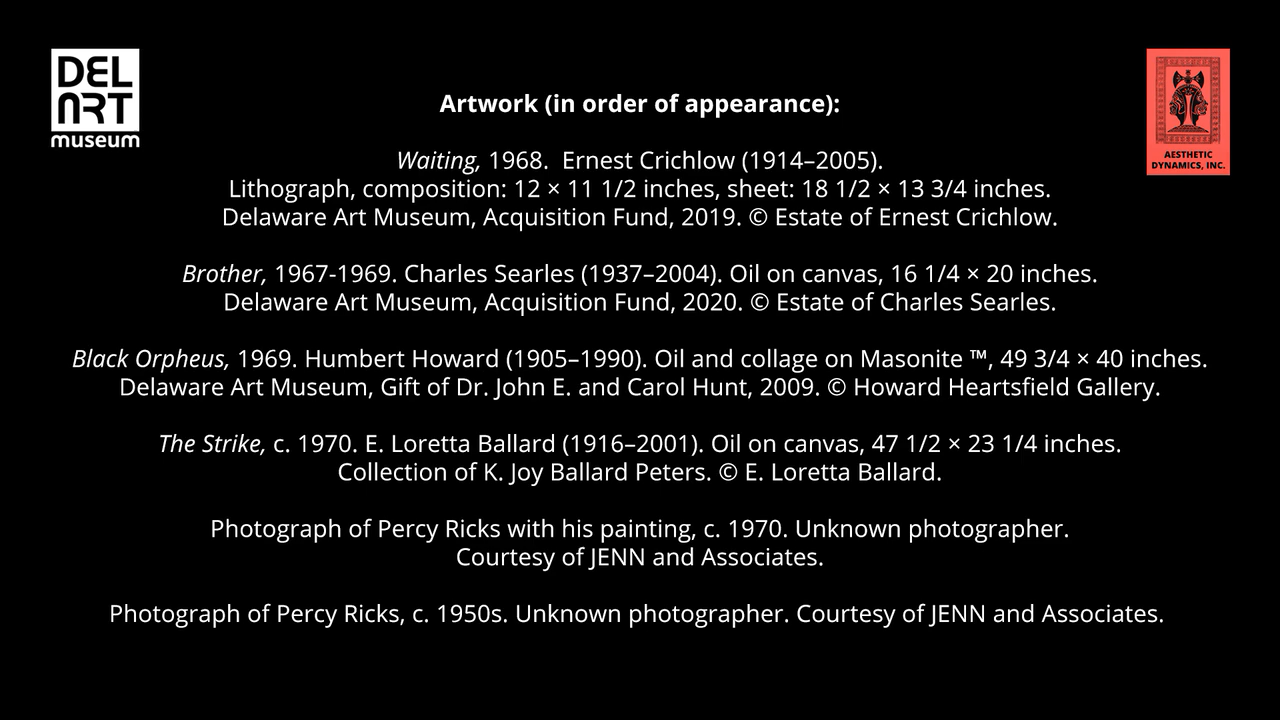 DEL
ART
museum
AESTHETIC
DYNAMICS, INC.
Artwork (in order of appearance):
Waiting, 1968.  Ernest Crichlow (1914–2005).
Lithograph, composition: 12 × 11 1/2 inches, sheet: 18 1/2 × 13 3/4 inches.
Delaware Art Museum, Acquisition Fund, 2019. © Estate of Ernest Crichlow.
Brother, 1967-1969. Charles Searles (1937–2004). Oil on canvas, 16 1/4 × 20 inches.
Delaware Art Museum, Acquisition Fund, 2020. © Estate of Charles Searles.
Black Orpheus, 1969. Humbert Howard (1905–1990). Oil and collage on Masonite ™, 49 3/4 × 40 inches.
Delaware Art Museum, Gift of Dr. John E. and Carol Hunt, 2009. © Howard Heartsfield Gallery.
The Strike, c. 1970. E. Loretta Ballard (1916–2001). Oil on canvas, 47 1/2 × 23 1/4 inches.
Collection of K. Joy Ballard Peters. © E. Loretta Ballard.
Photograph of Percy Ricks with his painting, c. 1970. Unknown photographer.
Courtesy of JENN and Associates.
Photograph of Percy Ricks, c. 1950s. Unknown photographer. Courtesy of JENN and Associates.